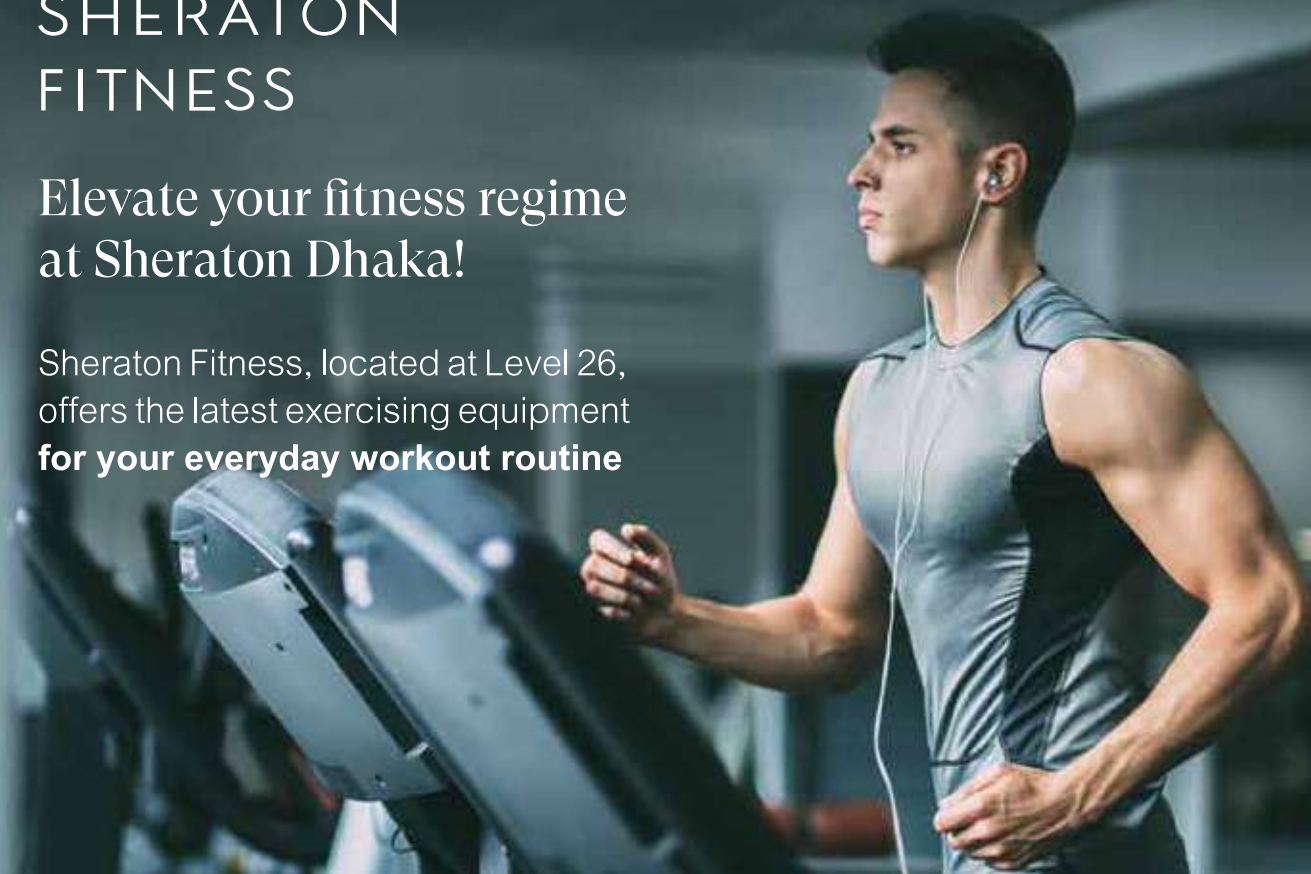 SHERATON
FITNESS
Elevate your fitness regime
at Sheraton Dhaka!
Sheraton Fitness, located at Level 26,
offers the latest exercising equipment
for your everyday workout routine